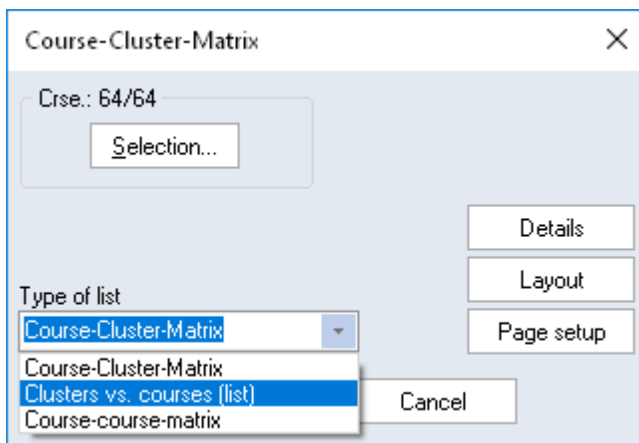 Course-Cluster-Matrix
Crse.: 64/64
Selection...
Details
Layout
Type of list
Course-Cluster-Matrix
Page setup
Course-Cluster-Matrix
Clusters vs. courses (list)
Course-course-matrix
Cancel